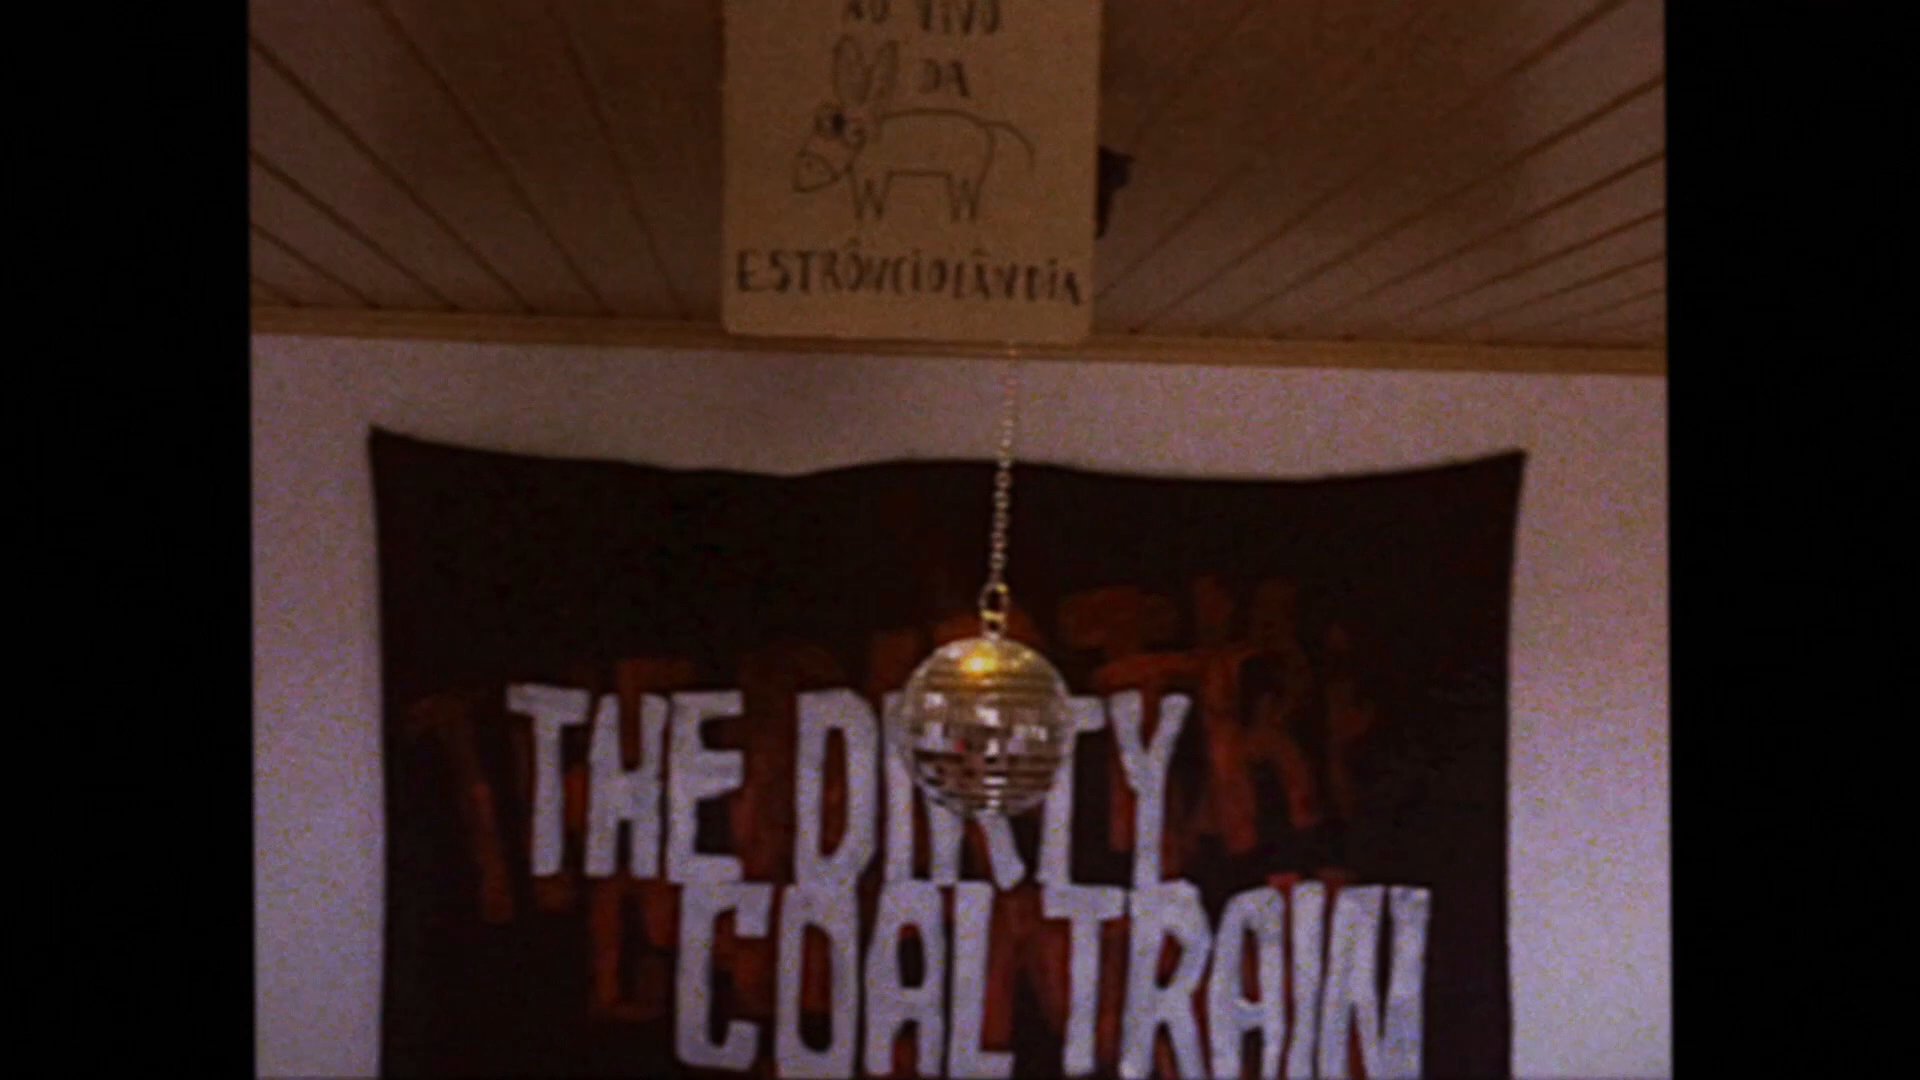 AO VIVO
DA
ESTRÔNCIOLÂNDIA
THE DIRTY
COAL TRAIN